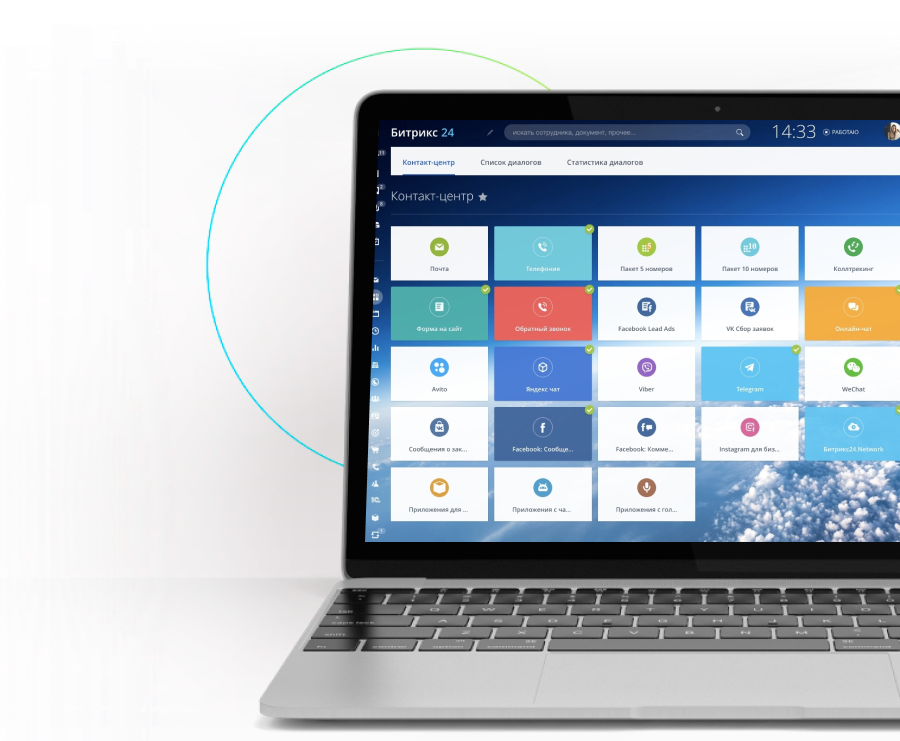 Битрикс 24
искать сотрудника, документ, прочее...
14:33
РАБОТАЮ
Контакт-центр
Список диалогов
Статистика диалогов
Контакт-центр
Почта
Телефония
Пакет 5 номеров
Пакет 10 номеров
Коллтрекинг
Форма на сайт
Обратный звонок
Facebook Lead Ads
VK Сбор заявок
Онлайн-чат
Avito
Яндекс чат
Viber
Telegram
WeChat
Сообщения о зак...
Facebook: Сообще...
Facebook: Комме...
Instagram для биз...
Битрикс24.Network
Приложения для ...
Приложения с ча...
Приложения с гол...